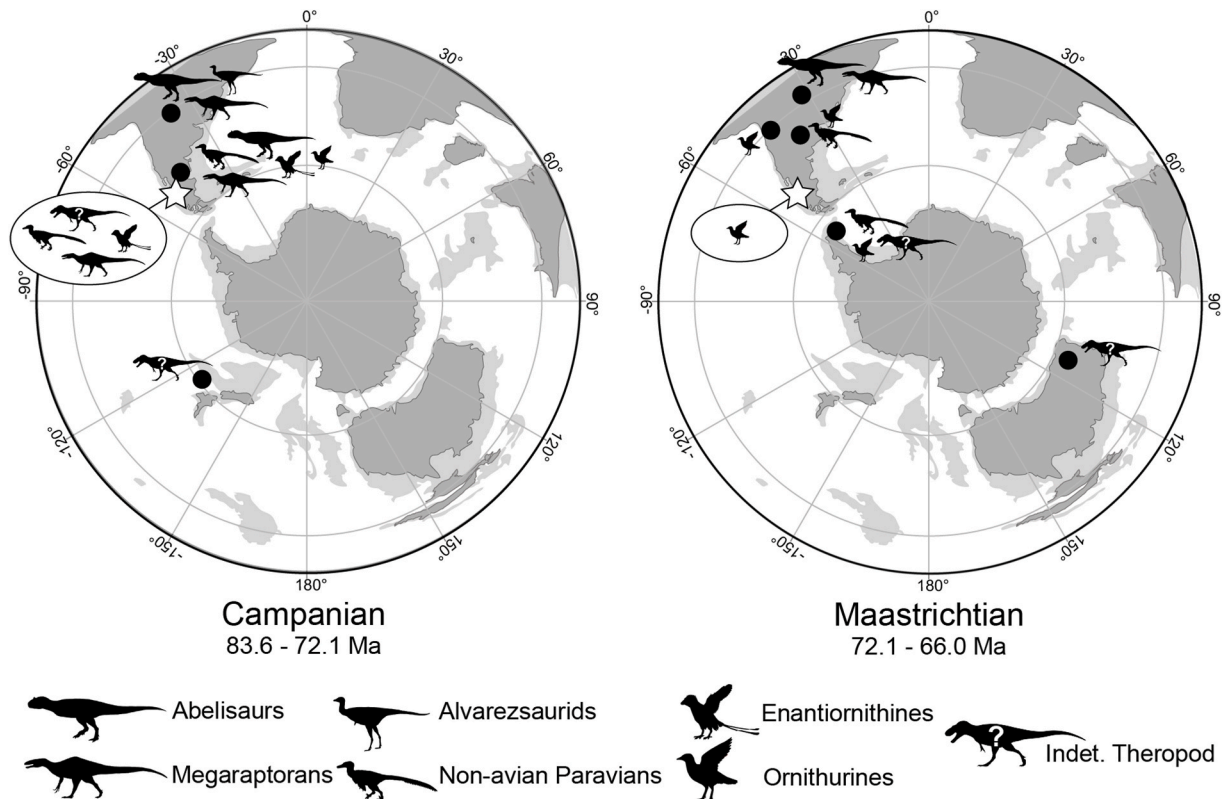 0°
0°
-30°
30°
-30°
30°
-60°
60°
-60°
60°
?
?
-90°
90°
-90°
90°
?
?
-120°
120°
-120°
120°
-150°
150°
-150°
150°
180°
180°
Campanian
Maastrichtian
83.6 - 72.1 Ma
72.1 - 66.0 Ma
Abelisaurs
Alvarezsaurids
Enantiornithines
?
Indet. Theropod
Megaraptorans
Non-avian Paravians
Ornithurines